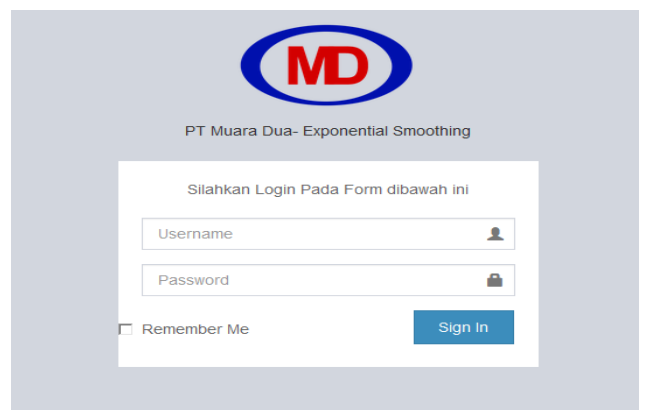 MD
PT Muara Dua- Exponential Smoothing
Silahkan Login Pada Form dibawah ini
Username
Password
Remember Me
Sign In